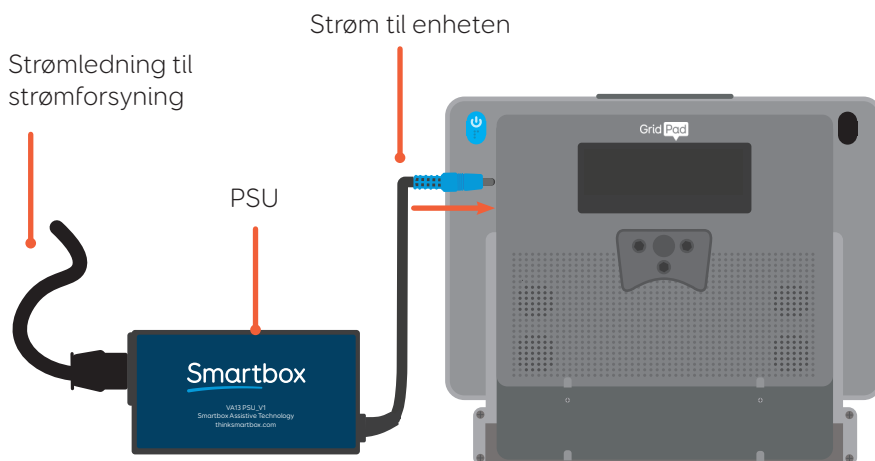 Strøm til enheten
Strømledning til
strømforsyning
PSU
Grid Pad
Smartbox
VA13 PSU_V1
Smartbox Assistive Technology
thinksmartbox.com